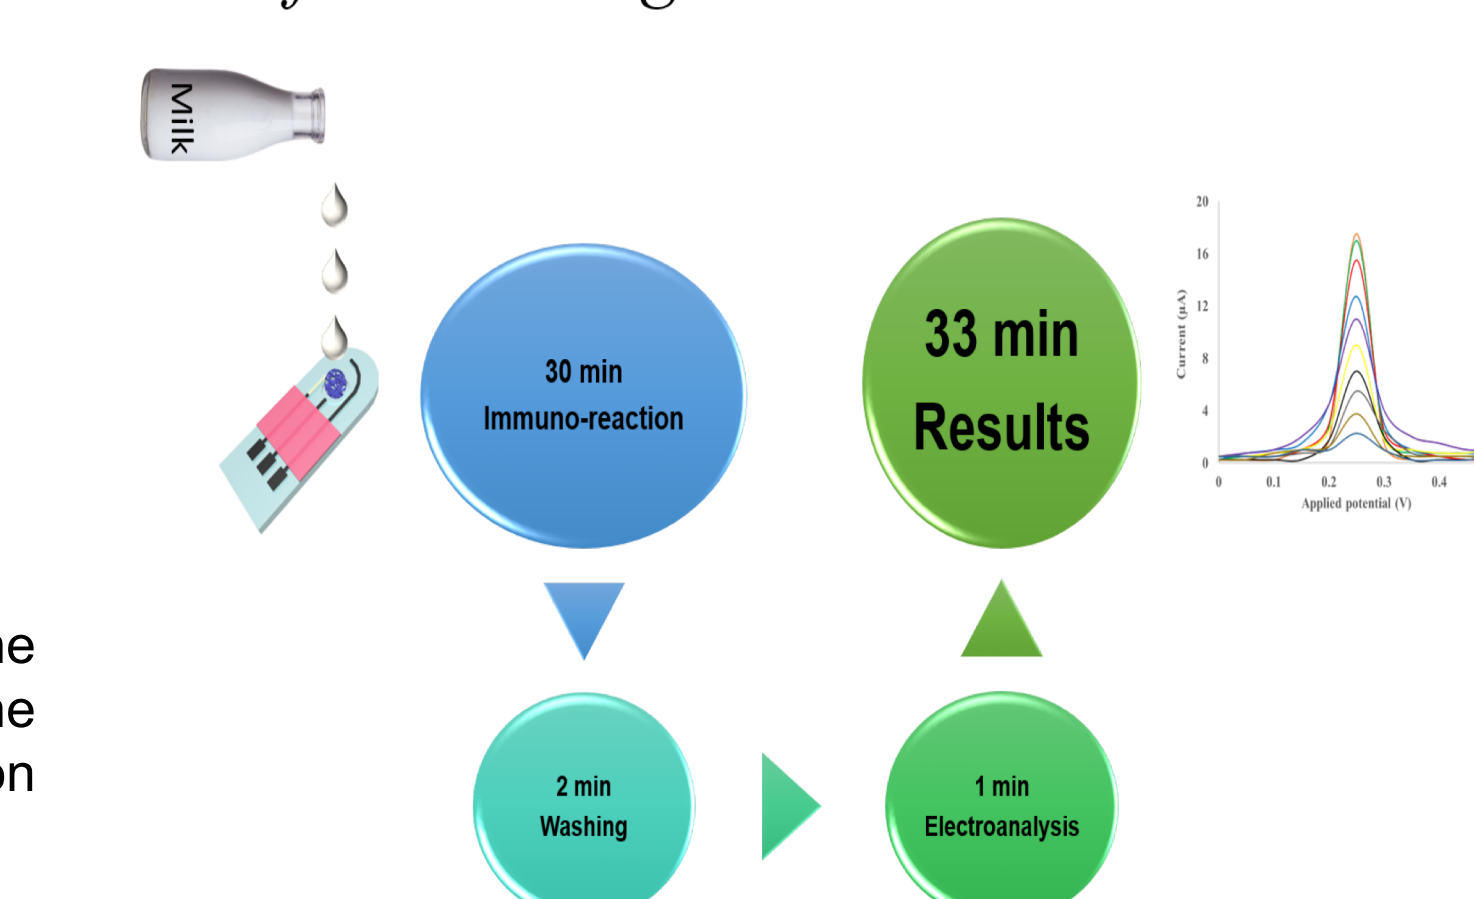 Milk
30 min
Immuno-reaction
2 min
Washing
1 min
Electroanalysis
33 min
Results
20
16
12
8
4
0
Current (µA)
0 0.1 0.2 0.3 0.4
Applied potential (V)